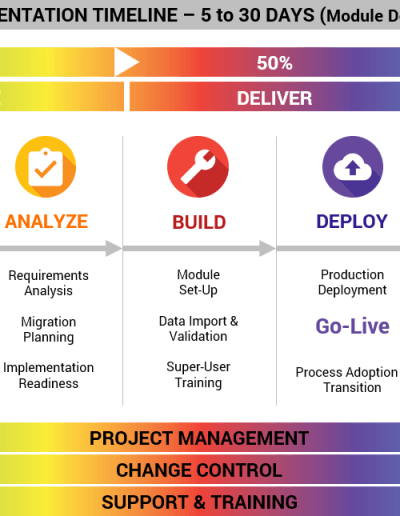 ENTATION TIMELINE – 5 to 30 DAYS (Module De
50%
DELIVER
ANALYZE
BUILD
DEPLOY
Requirements
Analysis
Migration
Planning
Implementation
Readiness
Module
Set-Up
Data Import &
Validation
Super-User
Training
Production
Deployment
Go-Live
Process Adoption
Transition
PROJECT MANAGEMENT
CHANGE CONTROL
SUPPORT & TRAINING